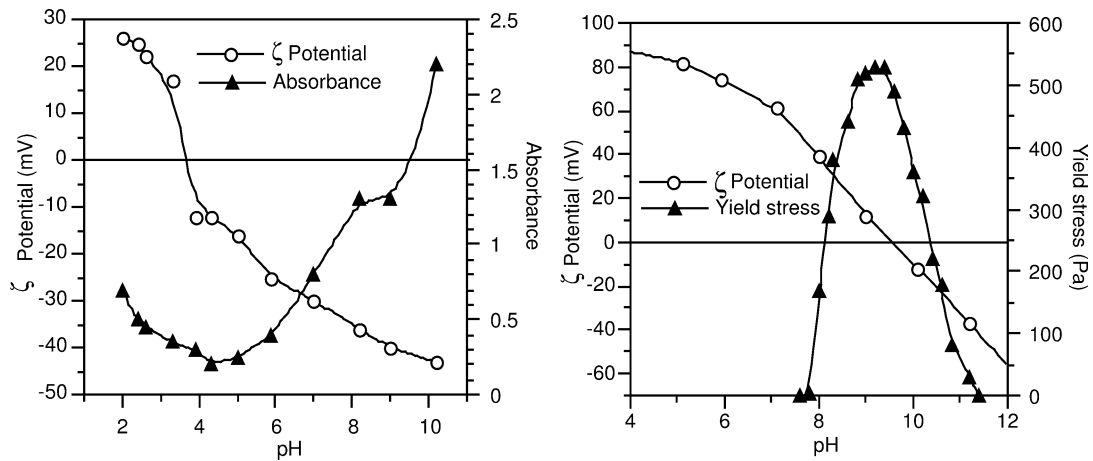 30
20
10
0
-10
-20
-30
-40
-50
ζ Potential (mV)
ζ Potential
Absorbance
2.5
2
1.5
1
0.5
0
Absorbance
2 4 6 8 10
pH
100
80
60
40
20
0
-20
-40
-60
ζ Potential (mV)
ζ Potential
Yield stress
600
500
400
300
200
100
0
Yield stress (Pa)
4 6 8 10 12
pH